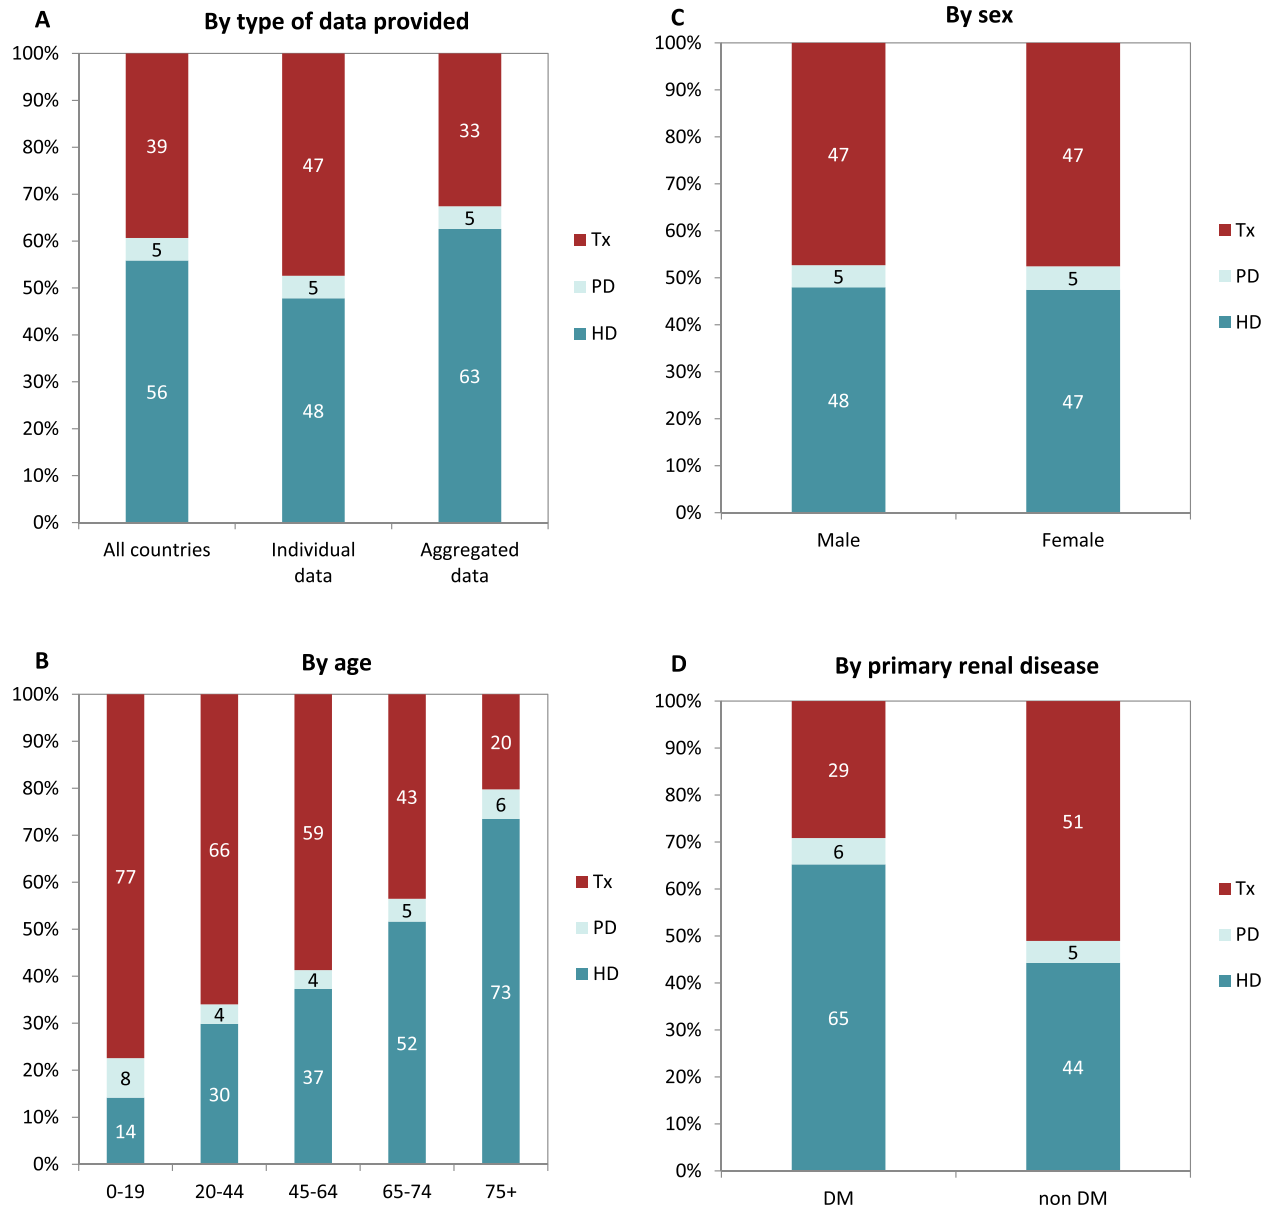 A
By type of data provided
100%
90%
80%
70%
60%
50%
40%
30%
20%
10%
0%
39
47
33
5
5
5
56
48
63
All countries
Individual
data
Aggregated
data
Tx
PD
HD
C
By sex
100%
90%
80%
70%
60%
50%
40%
30%
20%
10%
0%
47
47
5
5
48
47
Male
Female
Tx
PD
HD
B
By age
100%
90%
80%
70%
60%
50%
40%
30%
20%
10%
0%
77
66
59
43
20
8
4
4
5
6
14
30
37
52
73
0-19
20-44
45-64
65-74
75+
Tx
PD
HD
D
By primary renal disease
100%
90%
80%
70%
60%
50%
40%
30%
20%
10%
0%
29
51
6
5
65
44
DM
non DM
Tx
PD
HD